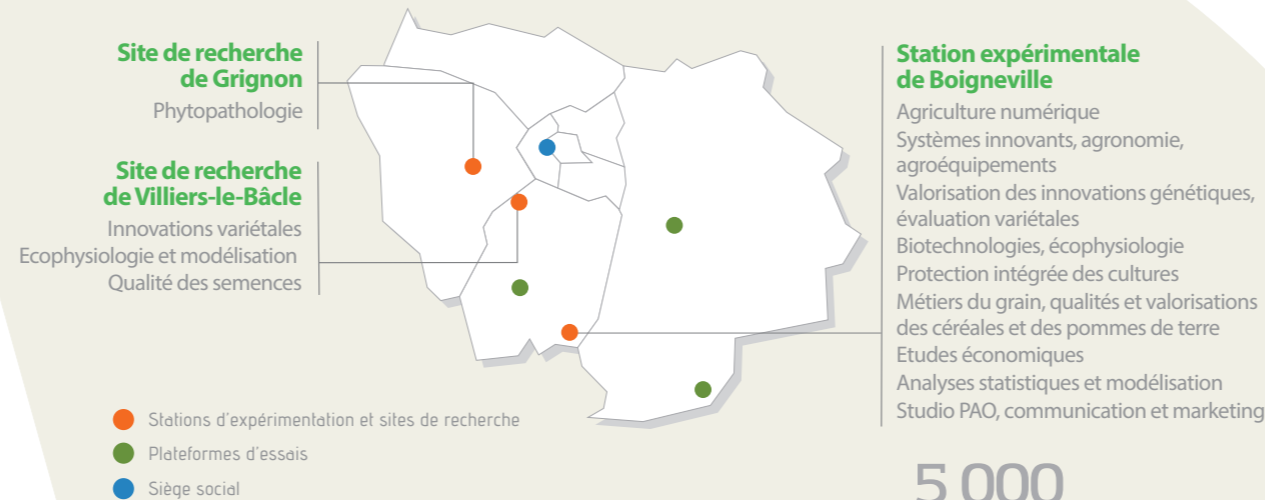 Site de recherche
de Grignon
Phytopathologie
Site de recherche
de Villiers-le-Bâcle
Innovations variétales
Ecophysiologie et modélisation
Qualité des semences
Station expérimentale
de Boigneville
Agriculture numérique
Systèmes innovants, agronomie,
agroéquipements
Valorisation des innovations génétiques,
évaluation variétales
Biotechnologies, écophysiologie
Protection intégrée des cultures
Métiers du grain, qualités et valorisations
des céréales et des pommes de terre
Etudes économiques
Analyses statistiques et modélisation
Studio PAO, communication et marketing
Stations d'expérimentation et sites de recherche
Plateformes d'essais
Siège social
5 000